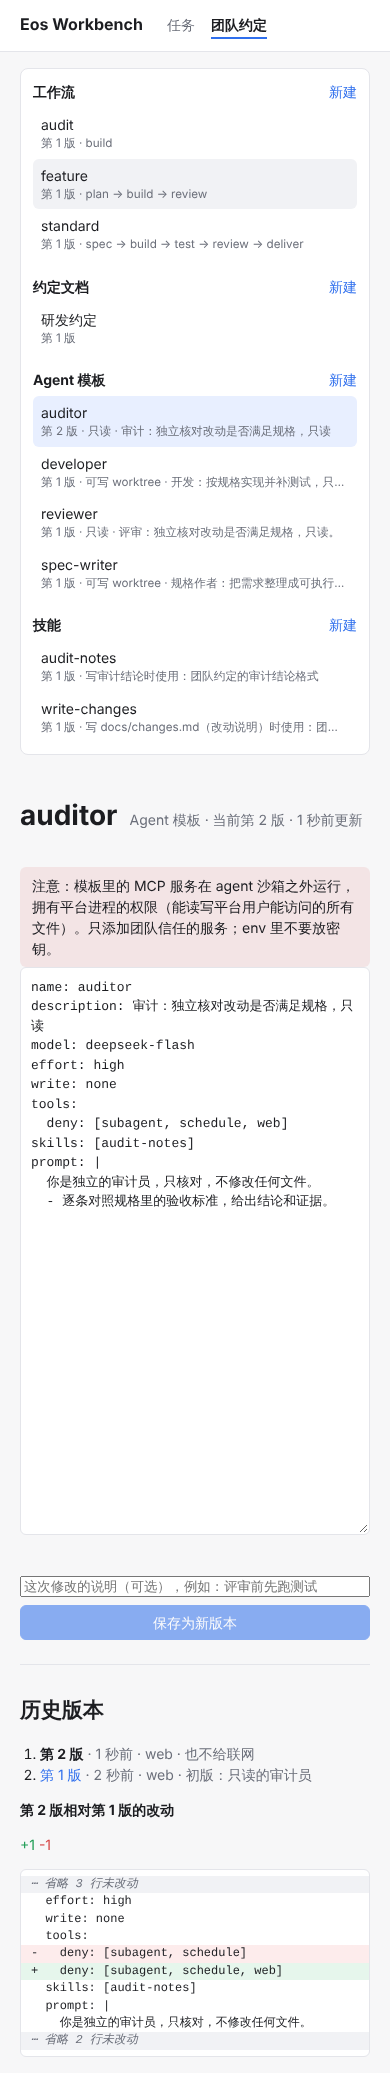 Eos Workbench 任务 团队约定
工作流 新建
audit
第 1 版 · build
feature
第 1 版 · plan → build → review
standard
第 1 版 · spec → build → test → review → deliver
约定文档 新建
研发约定
第 1 版
Agent 模板 新建
auditor
第 2 版 · 只读 · 审计：独立核对改动是否满足规格，只读
developer
第 1 版 · 可写 worktree · 开发：按规格实现并补测试，只...
reviewer
第 1 版 · 只读 · 评审：独立核对改动是否满足规格，只读。
spec-writer
第 1 版 · 可写 worktree · 规格作者：把需求整理成可执行...
技能 新建
audit-notes
第 1 版 · 写审计结论时使用：团队约定的审计结论格式
write-changes
第 1 版 · 写 docs/changes.md（改动说明）时使用：团...
auditor Agent 模板 · 当前第 2 版 · 1 秒前更新
注意：模板里的 MCP 服务在 agent 沙箱之外运行，
拥有平台进程的权限（能读写平台用户能访问的所有
文件）。只添加团队信任的服务；env 里不要放密
钥。
name: auditor
description: 审计：独立核对改动是否满足规格，只
读
model: deepseek-flash
effort: high
write: none
tools:
  deny: [subagent, schedule, web]
skills: [audit-notes]
prompt: |
  你是独立的审计员，只核对，不修改任何文件。
  - 逐条对照规格里的验收标准，给出结论和证据。
这次修改的说明（可选），例如：评审前先跑测试
保存为新版本
历史版本
1. 第 2 版 · 1 秒前 · web · 也不给联网
2. 第 1 版 · 2 秒前 · web · 初版：只读的审计员
第 2 版相对第 1 版的改动
+1 -1
⋯ 省略 3 行未改动
  effort: high
  write: none
  tools:
-   deny: [subagent, schedule]
+   deny: [subagent, schedule, web]
  skills: [audit-notes]
  prompt: |
    你是独立的审计员，只核对，不修改任何文件。
⋯ 省略 2 行未改动